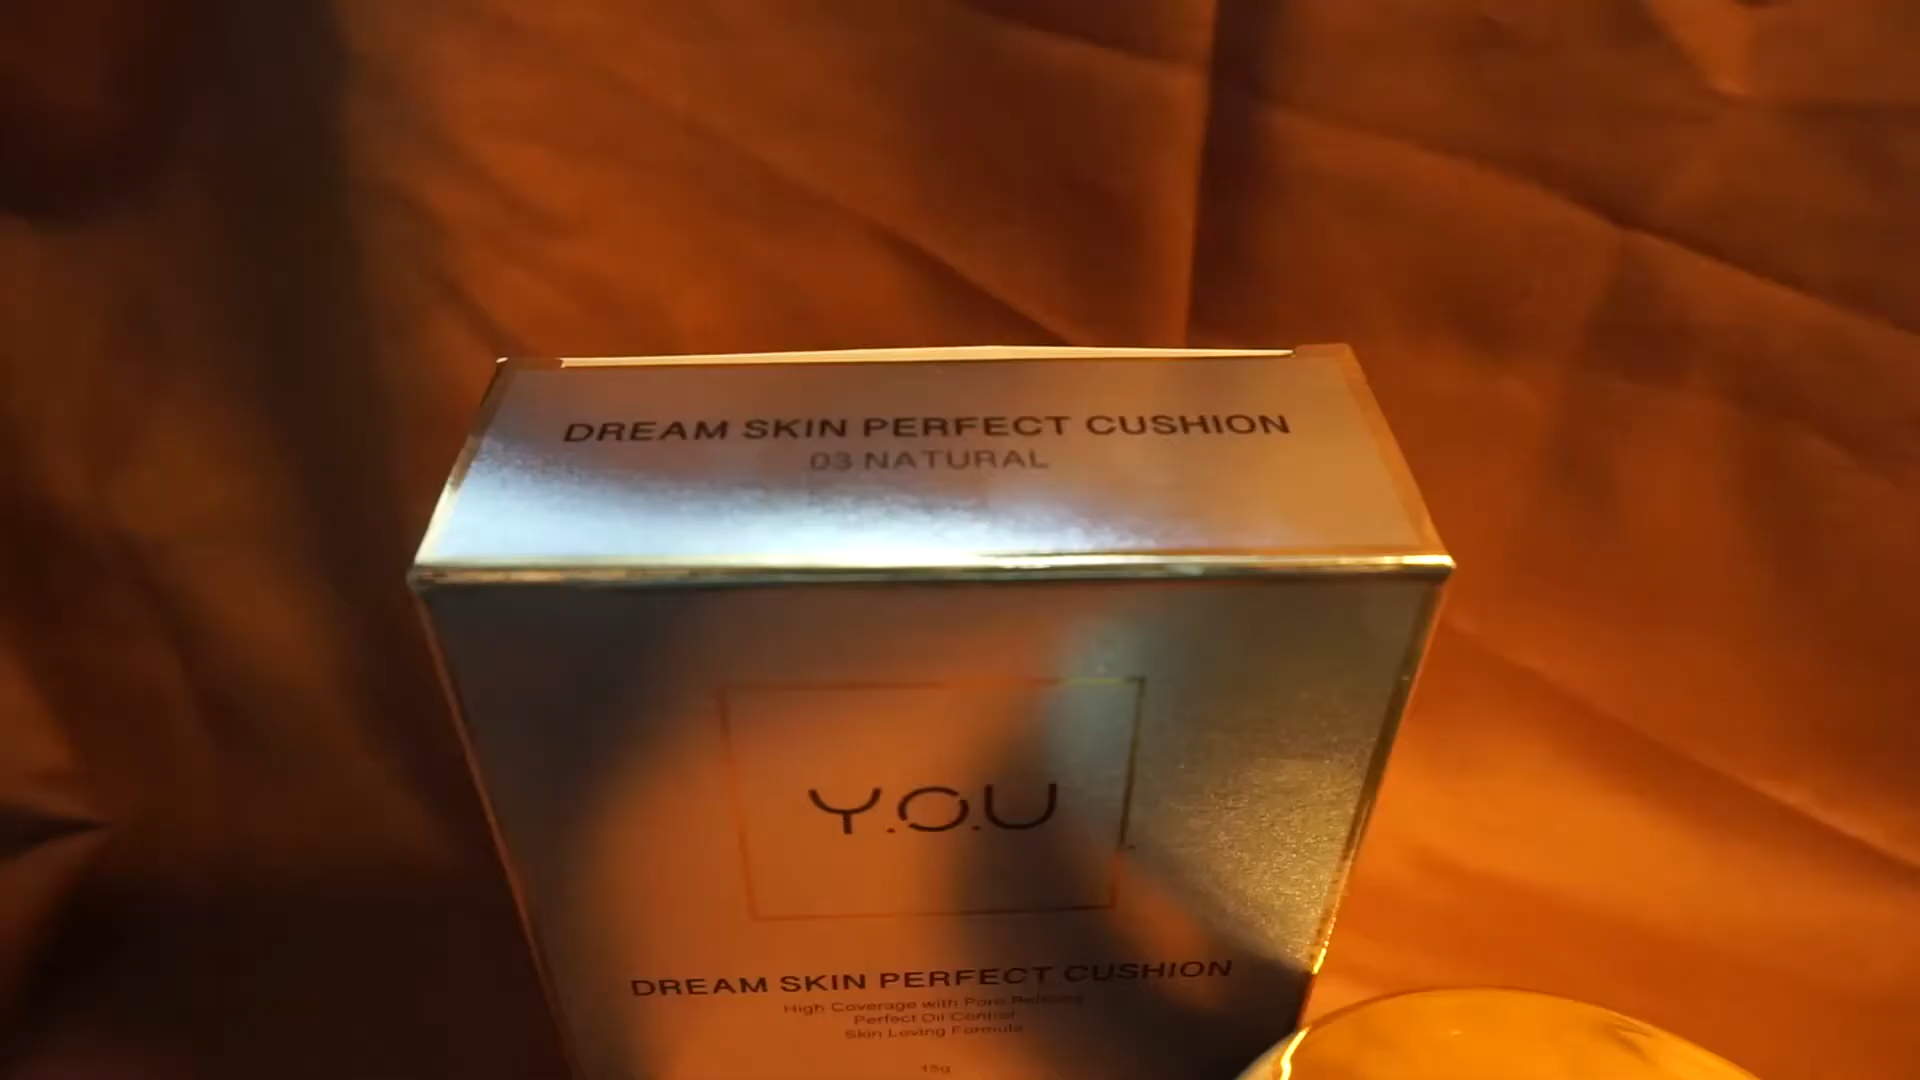 DREAM SKIN PERFECT CUSHION
03 NATURAL
Y.O.U
DREAM SKIN PERFECT CUSHION
High Coverage with Pore Refining
Perfect Oil Control
Skin Loving Formula
15g